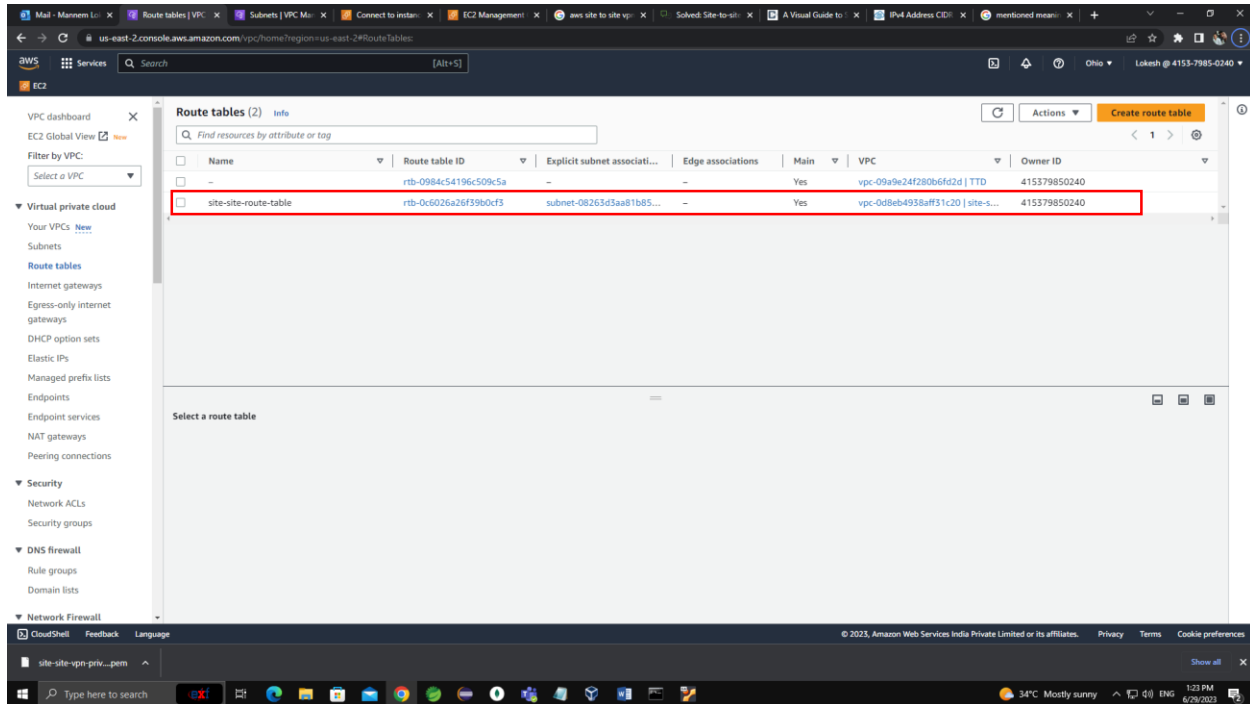 Mail - Mannem Lo
Route tables | VPC
Subnets | VPC Ma
Connect to instanc
EC2 Management
aws site to site vpn
Solved: Site-to-sit
A Visual Guide to
IPv4 Address CIDR
mentioned meanin
us-east-2.console.aws.amazon.com/vpc/home?region=us-east-2#RouteTables:
aws Services Search [Alt+S] Ohio Lokesh @ 4153-7985-0240
EC2
VPC dashboard
EC2 Global View New
Filter by VPC:
Select a VPC
Virtual private cloud
Your VPCs New
Subnets
Route tables
Internet gateways
Egress-only internet
gateways
DHCP option sets
Elastic IPs
Managed prefix lists
Endpoints
Endpoint services
NAT gateways
Peering connections
Security
Network ACLs
Security groups
DNS firewall
Rule groups
Domain lists
Network Firewall
Route tables (2) Info Actions Create route table
Find resources by attribute or tag 1
Name Route table ID Explicit subnet associati... Edge associations Main VPC Owner ID
– rtb-0984c54196c509c5a – – Yes vpc-09a9e24f280b6fd2d | TTD 415379850240
site-site-route-table rtb-0c6026a26f39b0cf3 subnet-08263d3aa81b85... – Yes vpc-0d8eb4938aff31c20 | site-s... 415379850240
Select a route table
CloudShell Feedback Language © 2023, Amazon Web Services India Private Limited or its affiliates. Privacy Terms Cookie preferences
site-site-vpn-priv....pem Show all
Type here to search 34°C Mostly sunny ENG 1:23 PM
6/29/2023